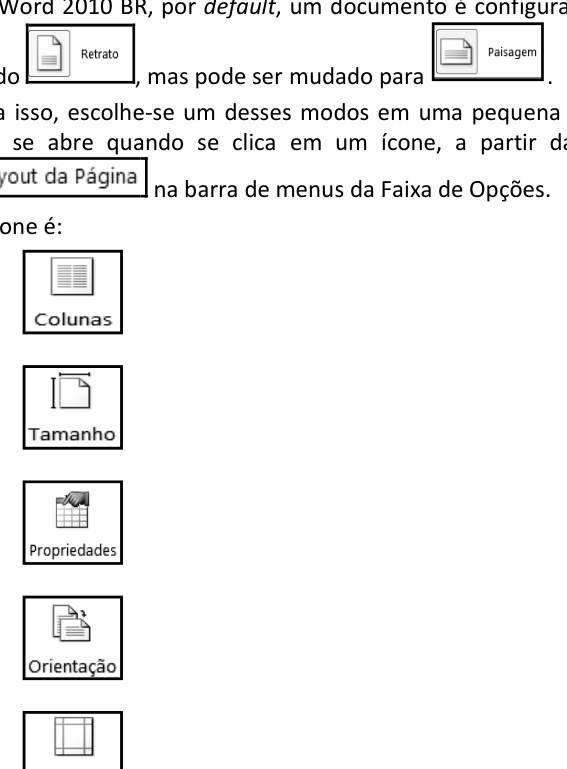 Word 2010 BR, por default, um documento é configura
do Retrato , mas pode ser mudado para Paisagem .
a isso, escolhe-se um desses modos em uma pequena
se abre quando se clica em um ícone, a partir da
yout da Página na barra de menus da Faixa de Opções.
one é:
Colunas
Tamanho
Propriedades
Orientação